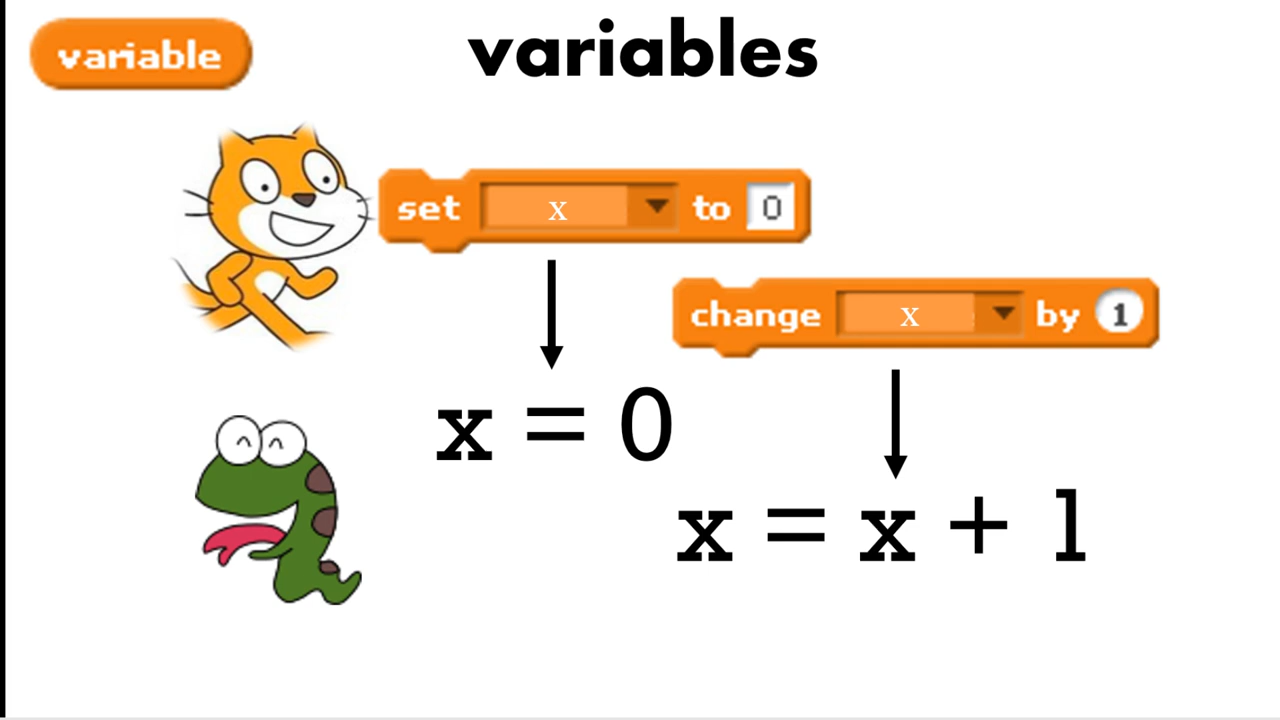 variable
variables
set x to 0
change x by 1
x = 0
x = x + 1